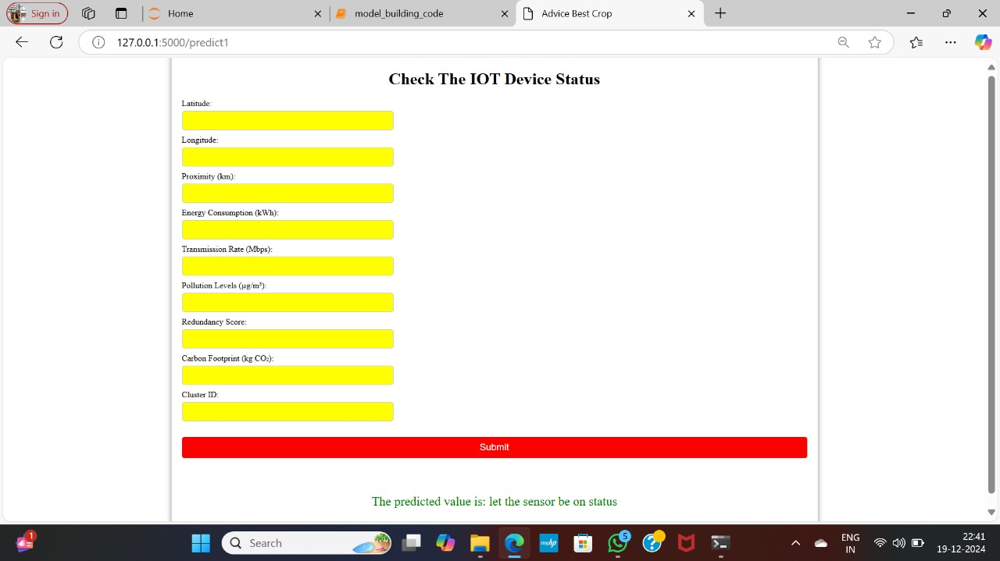 Sign in
Home
model_building_code
Advice Best Crop
127.0.0.1:5000/predict1
Check The IOT Device Status
Latitude:
Longitude:
Proximity (km):
Energy Consumption (kWh):
Transmission Rate (Mbps):
Pollution Levels (µg/m³):
Redundancy Score:
Carbon Footprint (kg CO₂):
Cluster ID:
Submit
The predicted value is: let the sensor be on status
1
Search
myhp
5
ENG
IN
22:41
19-12-2024